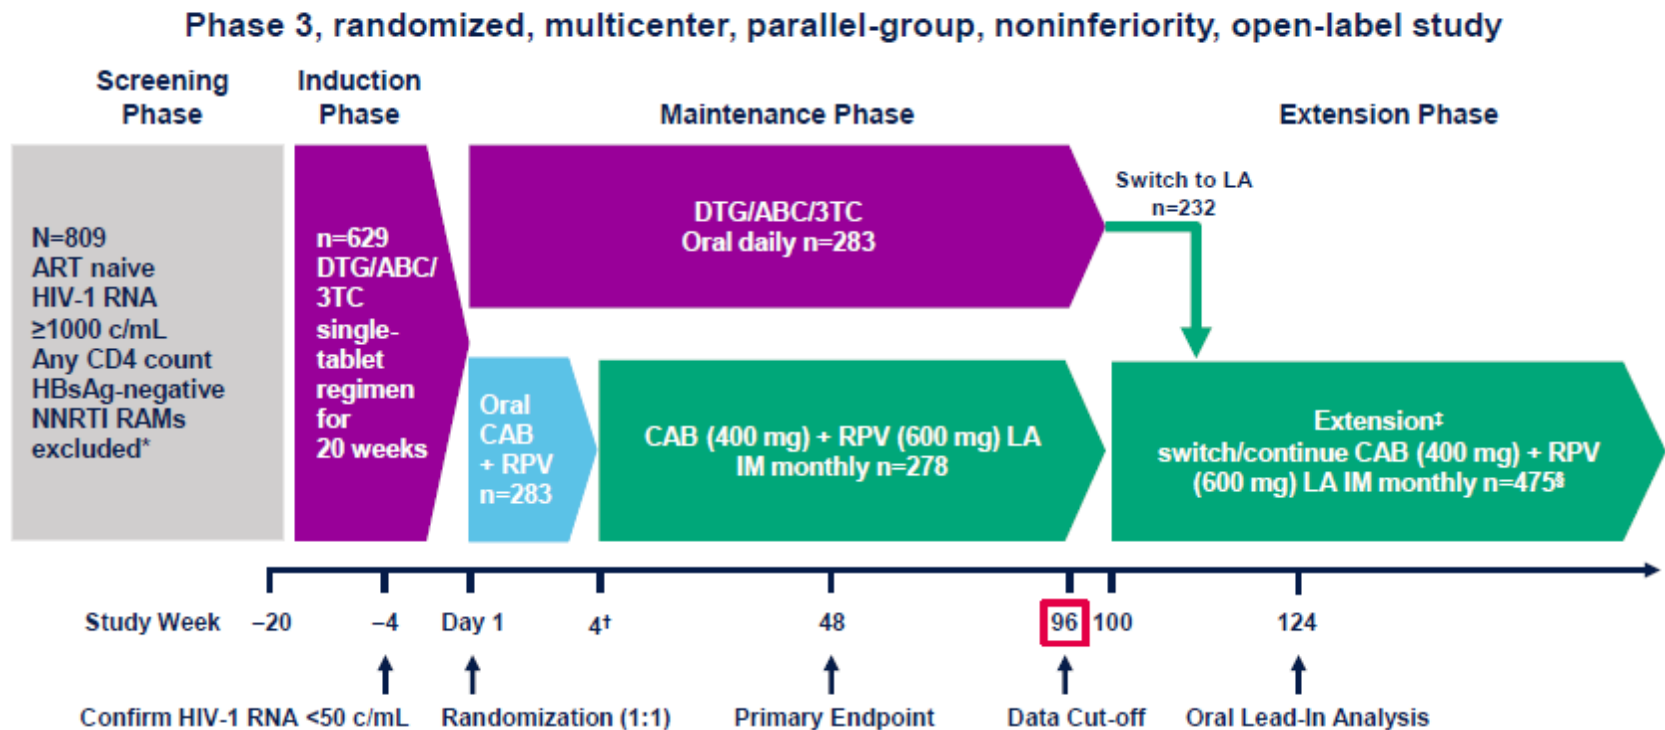 Phase 3, randomized, multicenter, parallel-group, noninferiority, open-label study
Screening
Phase
Induction
Phase
Maintenance Phase
Extension Phase
N=809
ART naive
HIV-1 RNA
≥1000 c/mL
Any CD4 count
HBsAg-negative
NNRTI RAMs
excluded*
n=629
DTG/ABC/
3TC
single-
tablet
regimen
for
20 weeks
DTG/ABC/3TC
Oral daily n=283
Switch to LA
n=232
Oral
CAB
+ RPV
n=283
CAB (400 mg) + RPV (600 mg) LA
IM monthly n=278
Extension‡
switch/continue CAB (400 mg) + RPV
(600 mg) LA IM monthly n=475§
Study Week –20 –4 Day 1 4† 48 96 100 124
Confirm HIV-1 RNA <50 c/mL Randomization (1:1) Primary Endpoint Data Cut-off Oral Lead-In Analysis